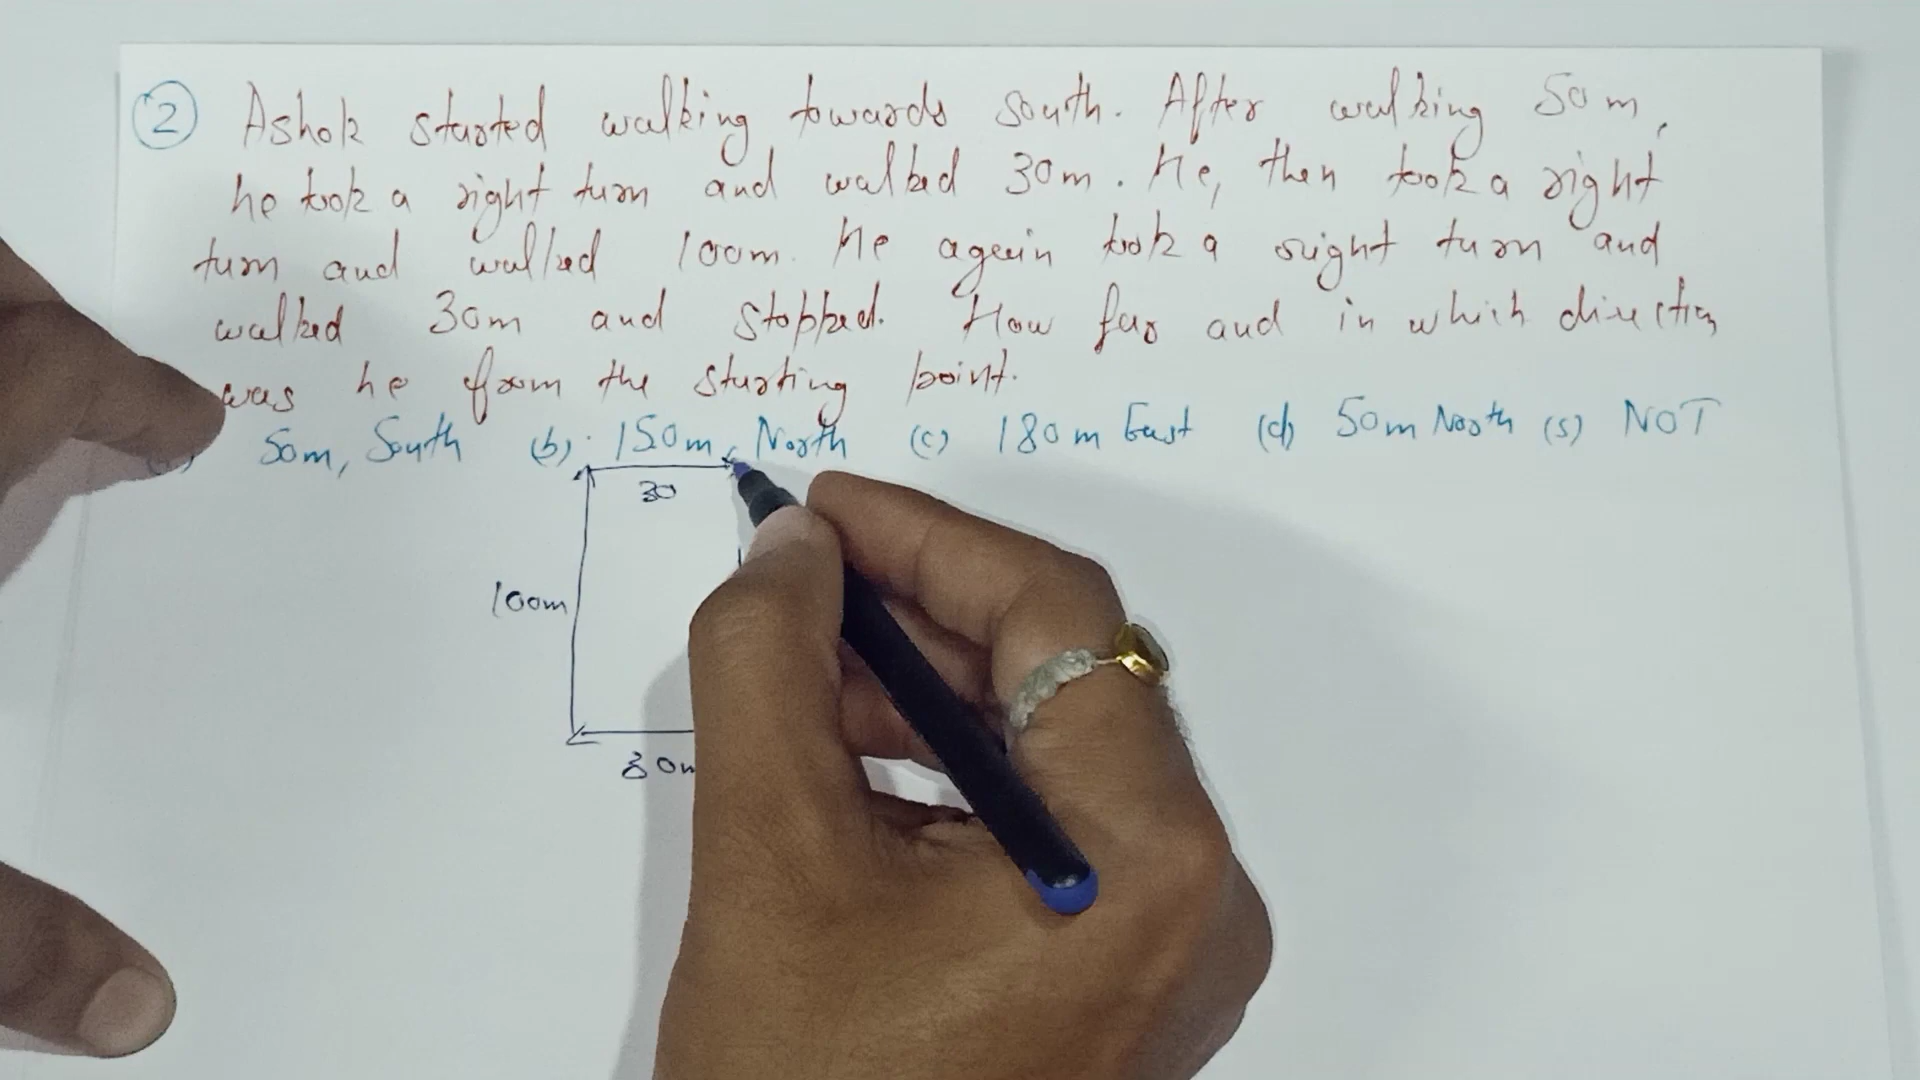 2 Ashok started walking towards south. After walking 50m,
he took a right turn and walked 30m. He, then took a right
turn and walked 100m. He again took a right turn and
walked 30m and stopped. How far and in which direction
was he from the starting point.
50m, South (b) 150m, North (c) 180m East (d) 50m North (s) NOT
30
100m
30m